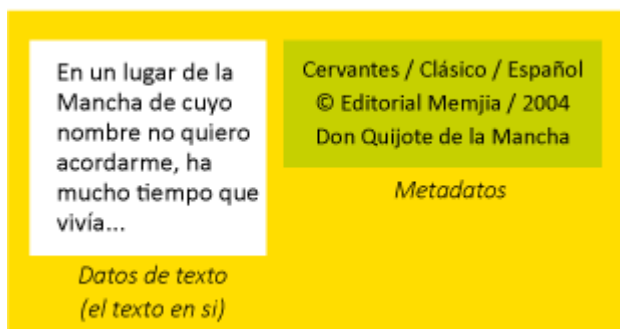 En un lugar de la
Mancha de cuyo
nombre no quiero
acordarme, ha
mucho tiempo que
vivía...
Datos de texto
(el texto en si)
Cervantes / Clásico / Español
© Editorial Memjia / 2004
Don Quijote de la Mancha
Metadatos